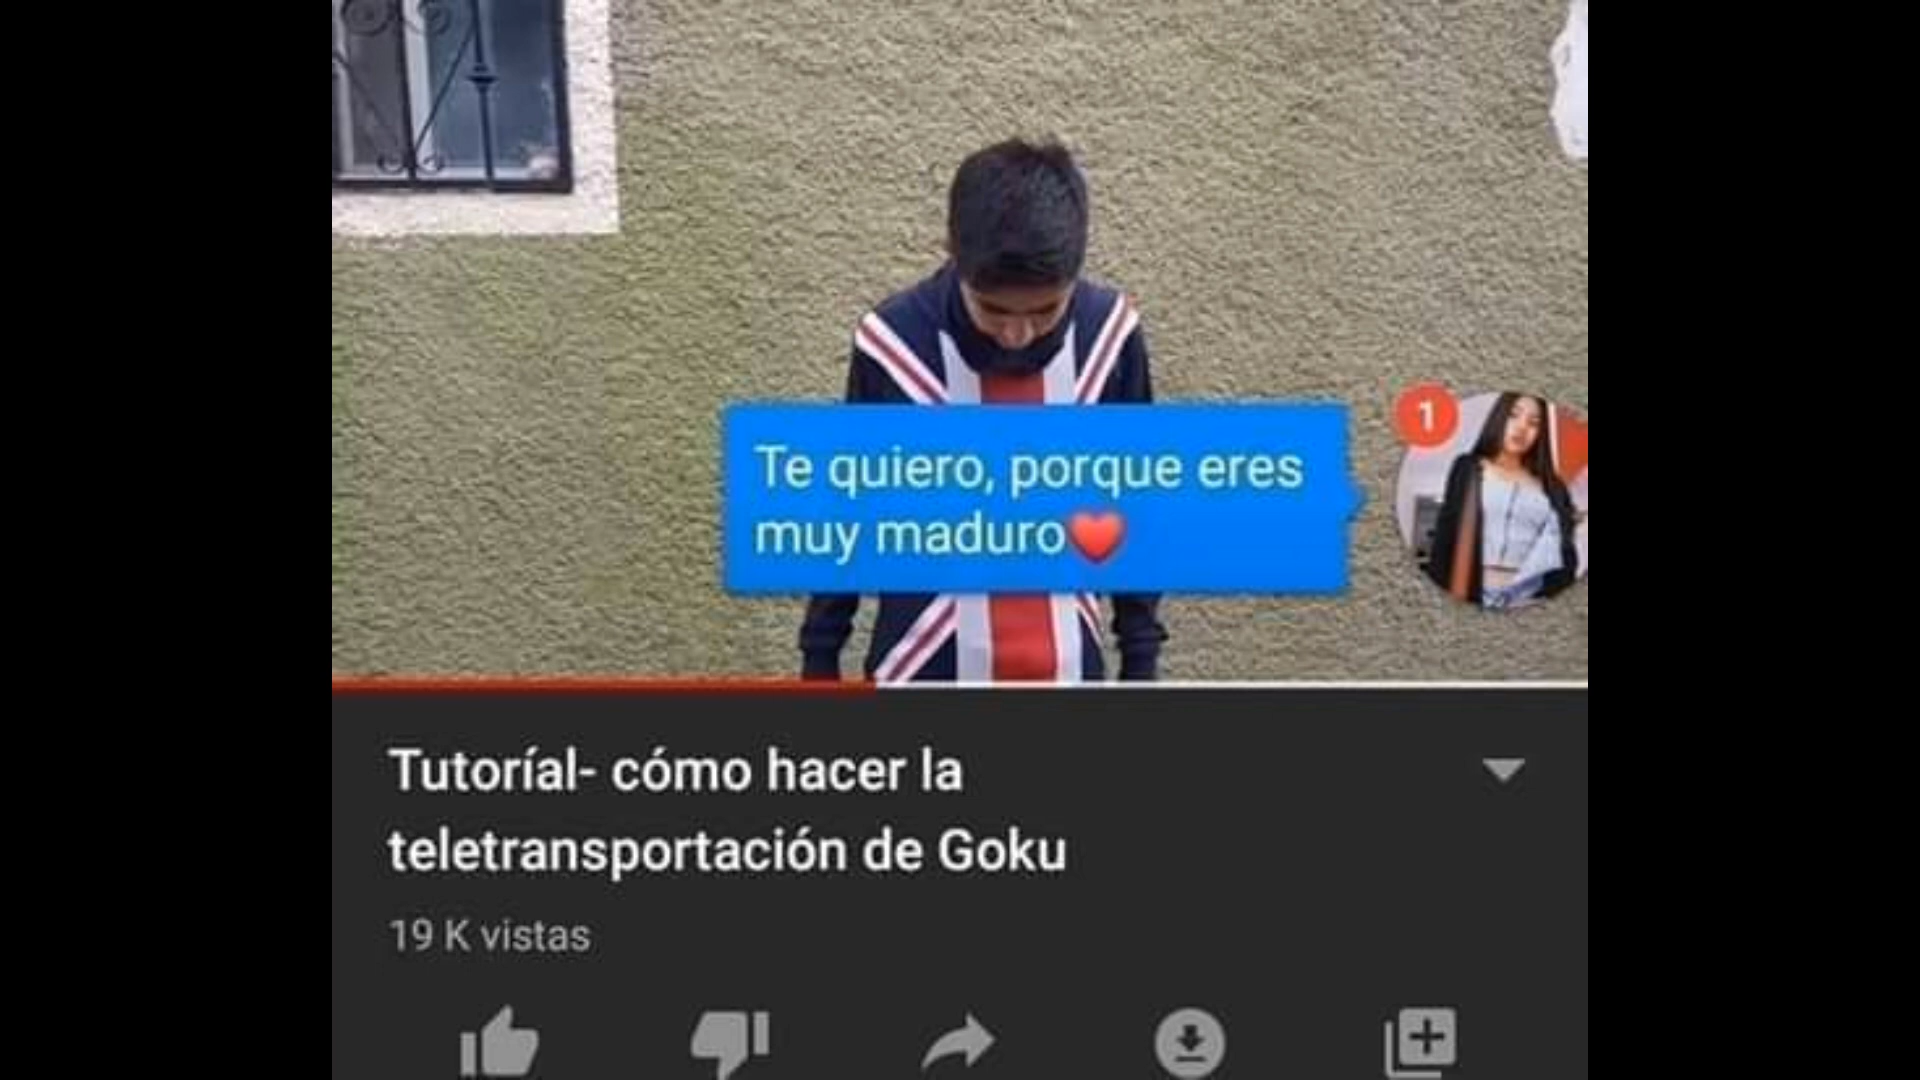 1
Te quiero, porque eres
muy maduro❤️
Tutoríal- cómo hacer la
teletransportación de Goku
19 K vistas